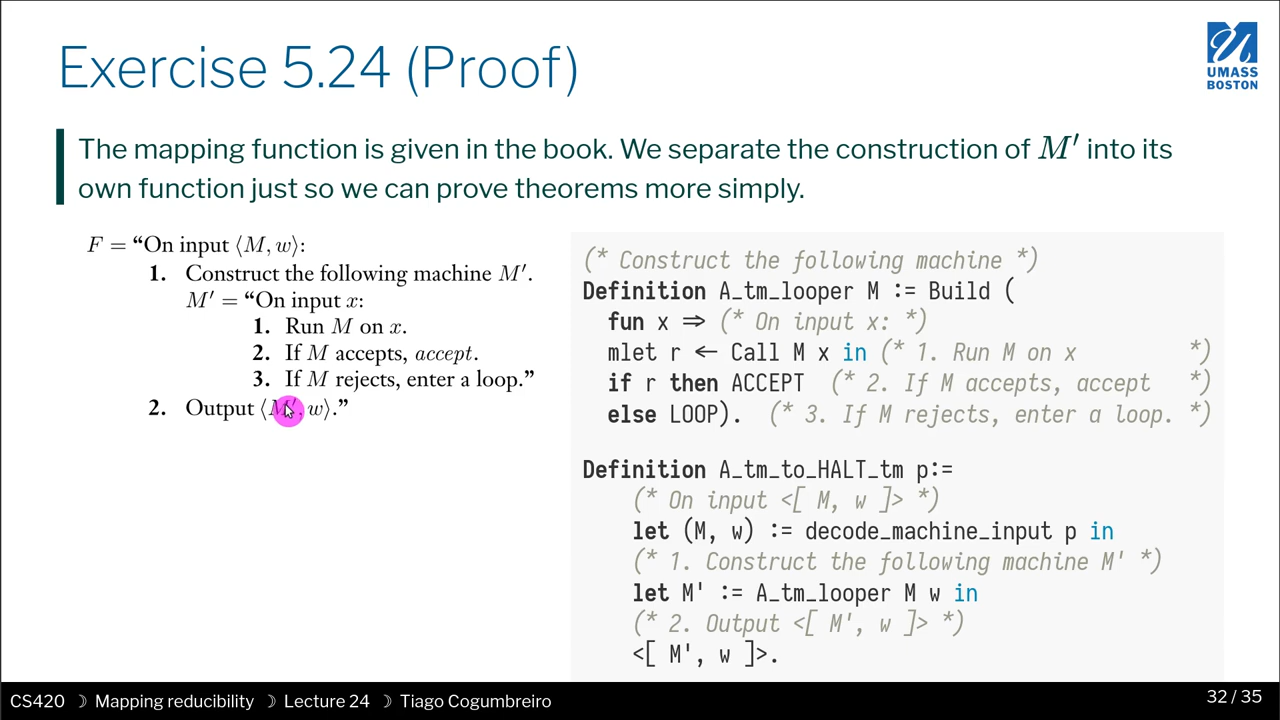 Exercise 5.24 (Proof)
UMASS
BOSTON
The mapping function is given in the book. We separate the construction of M′ into its
own function just so we can prove theorems more simply.
F = “On input ⟨M, w⟩:
1. Construct the following machine M′.
M′ = “On input x:
1. Run M on x.
2. If M accepts, accept.
3. If M rejects, enter a loop.”
2. Output ⟨M′, w⟩.”
(* Construct the following machine *)
Definition A_tm_looper M := Build (
fun x ⇒ (* On input x: *)
mlet r ← Call M x in (* 1. Run M on x *)
if r then ACCEPT (* 2. If M accepts, accept *)
else LOOP). (* 3. If M rejects, enter a loop. *)
Definition A_tm_to_HALT_tm p:=
(* On input <[ M, w ]> *)
let (M, w) := decode_machine_input p in
(* 1. Construct the following machine M' *)
let M' := A_tm_looper M w in
(* 2. Output <[ M', w ]> *)
<[ M', w ]>.
CS420 ☽ Mapping reducibility ☽ Lecture 24 ☽ Tiago Cogumbreiro
32 / 35